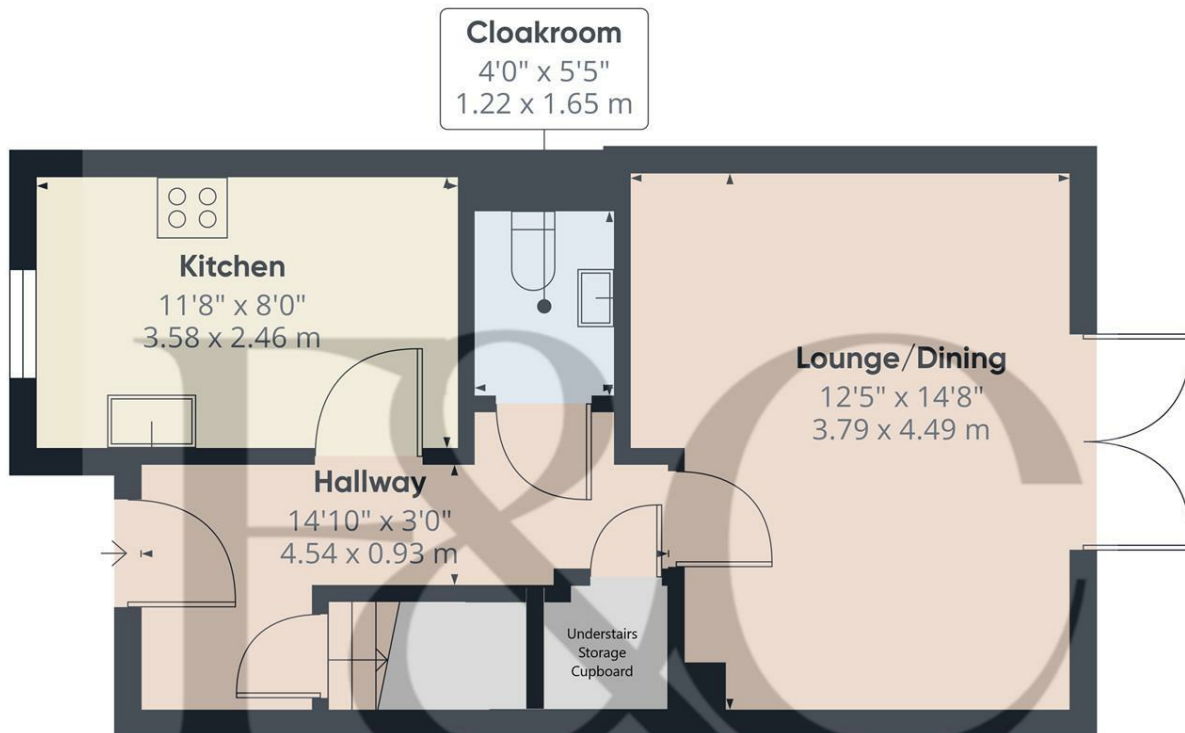 Cloakroom
4'0" x 5'5"
1.22 x 1.65 m
Kitchen
11'8" x 8'0"
3.58 x 2.46 m
Lounge/Dining
12'5" x 14'8"
3.79 x 4.49 m
Hallway
14'10" x 3'0"
4.54 x 0.93 m
Understairs
Storage
Cupboard
F&C